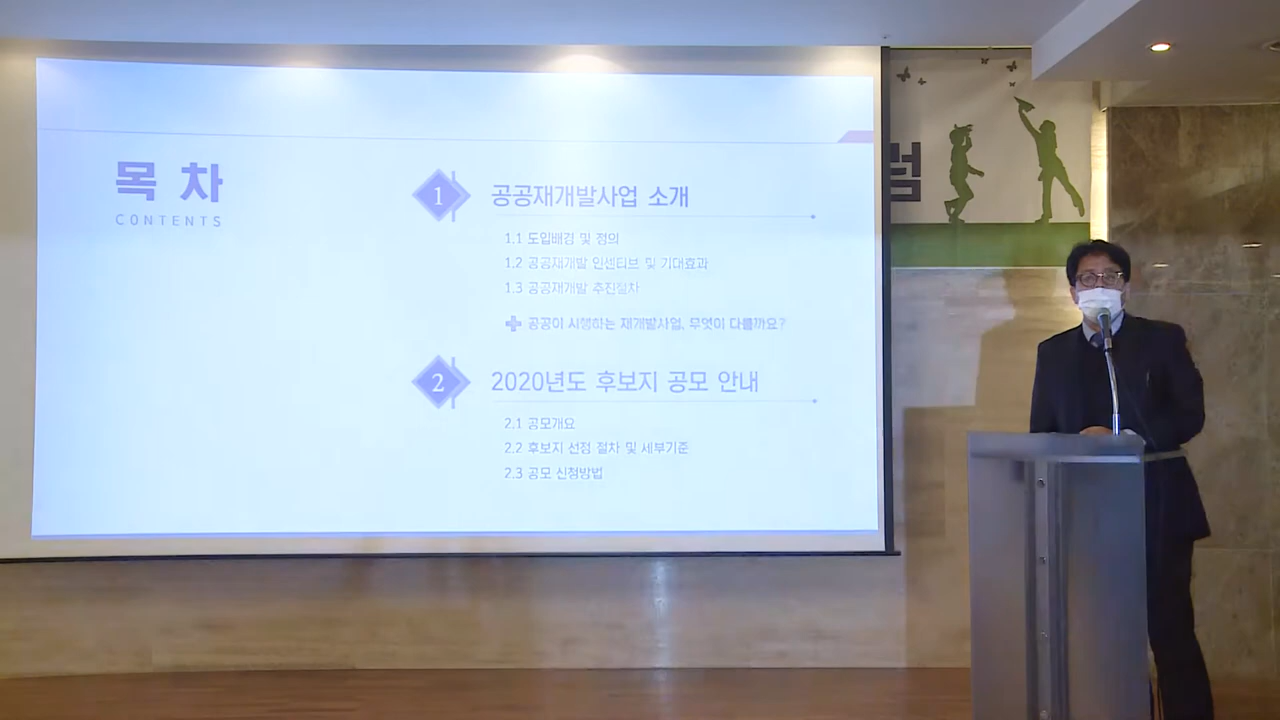 목 차
CONTENTS
1 공공재개발사업 소개
1.1 도입배경 및 정의
1.2 공공재개발 인센티브 및 기대효과
1.3 공공재개발 추진절차
✚ 공공이 시행하는 재개발사업, 무엇이 다를까요?
2 2020년도 후보지 공모 안내
2.1 공모개요
2.2 후보지 선정 절차 및 세부기준
2.3 공모 신청방법
럼